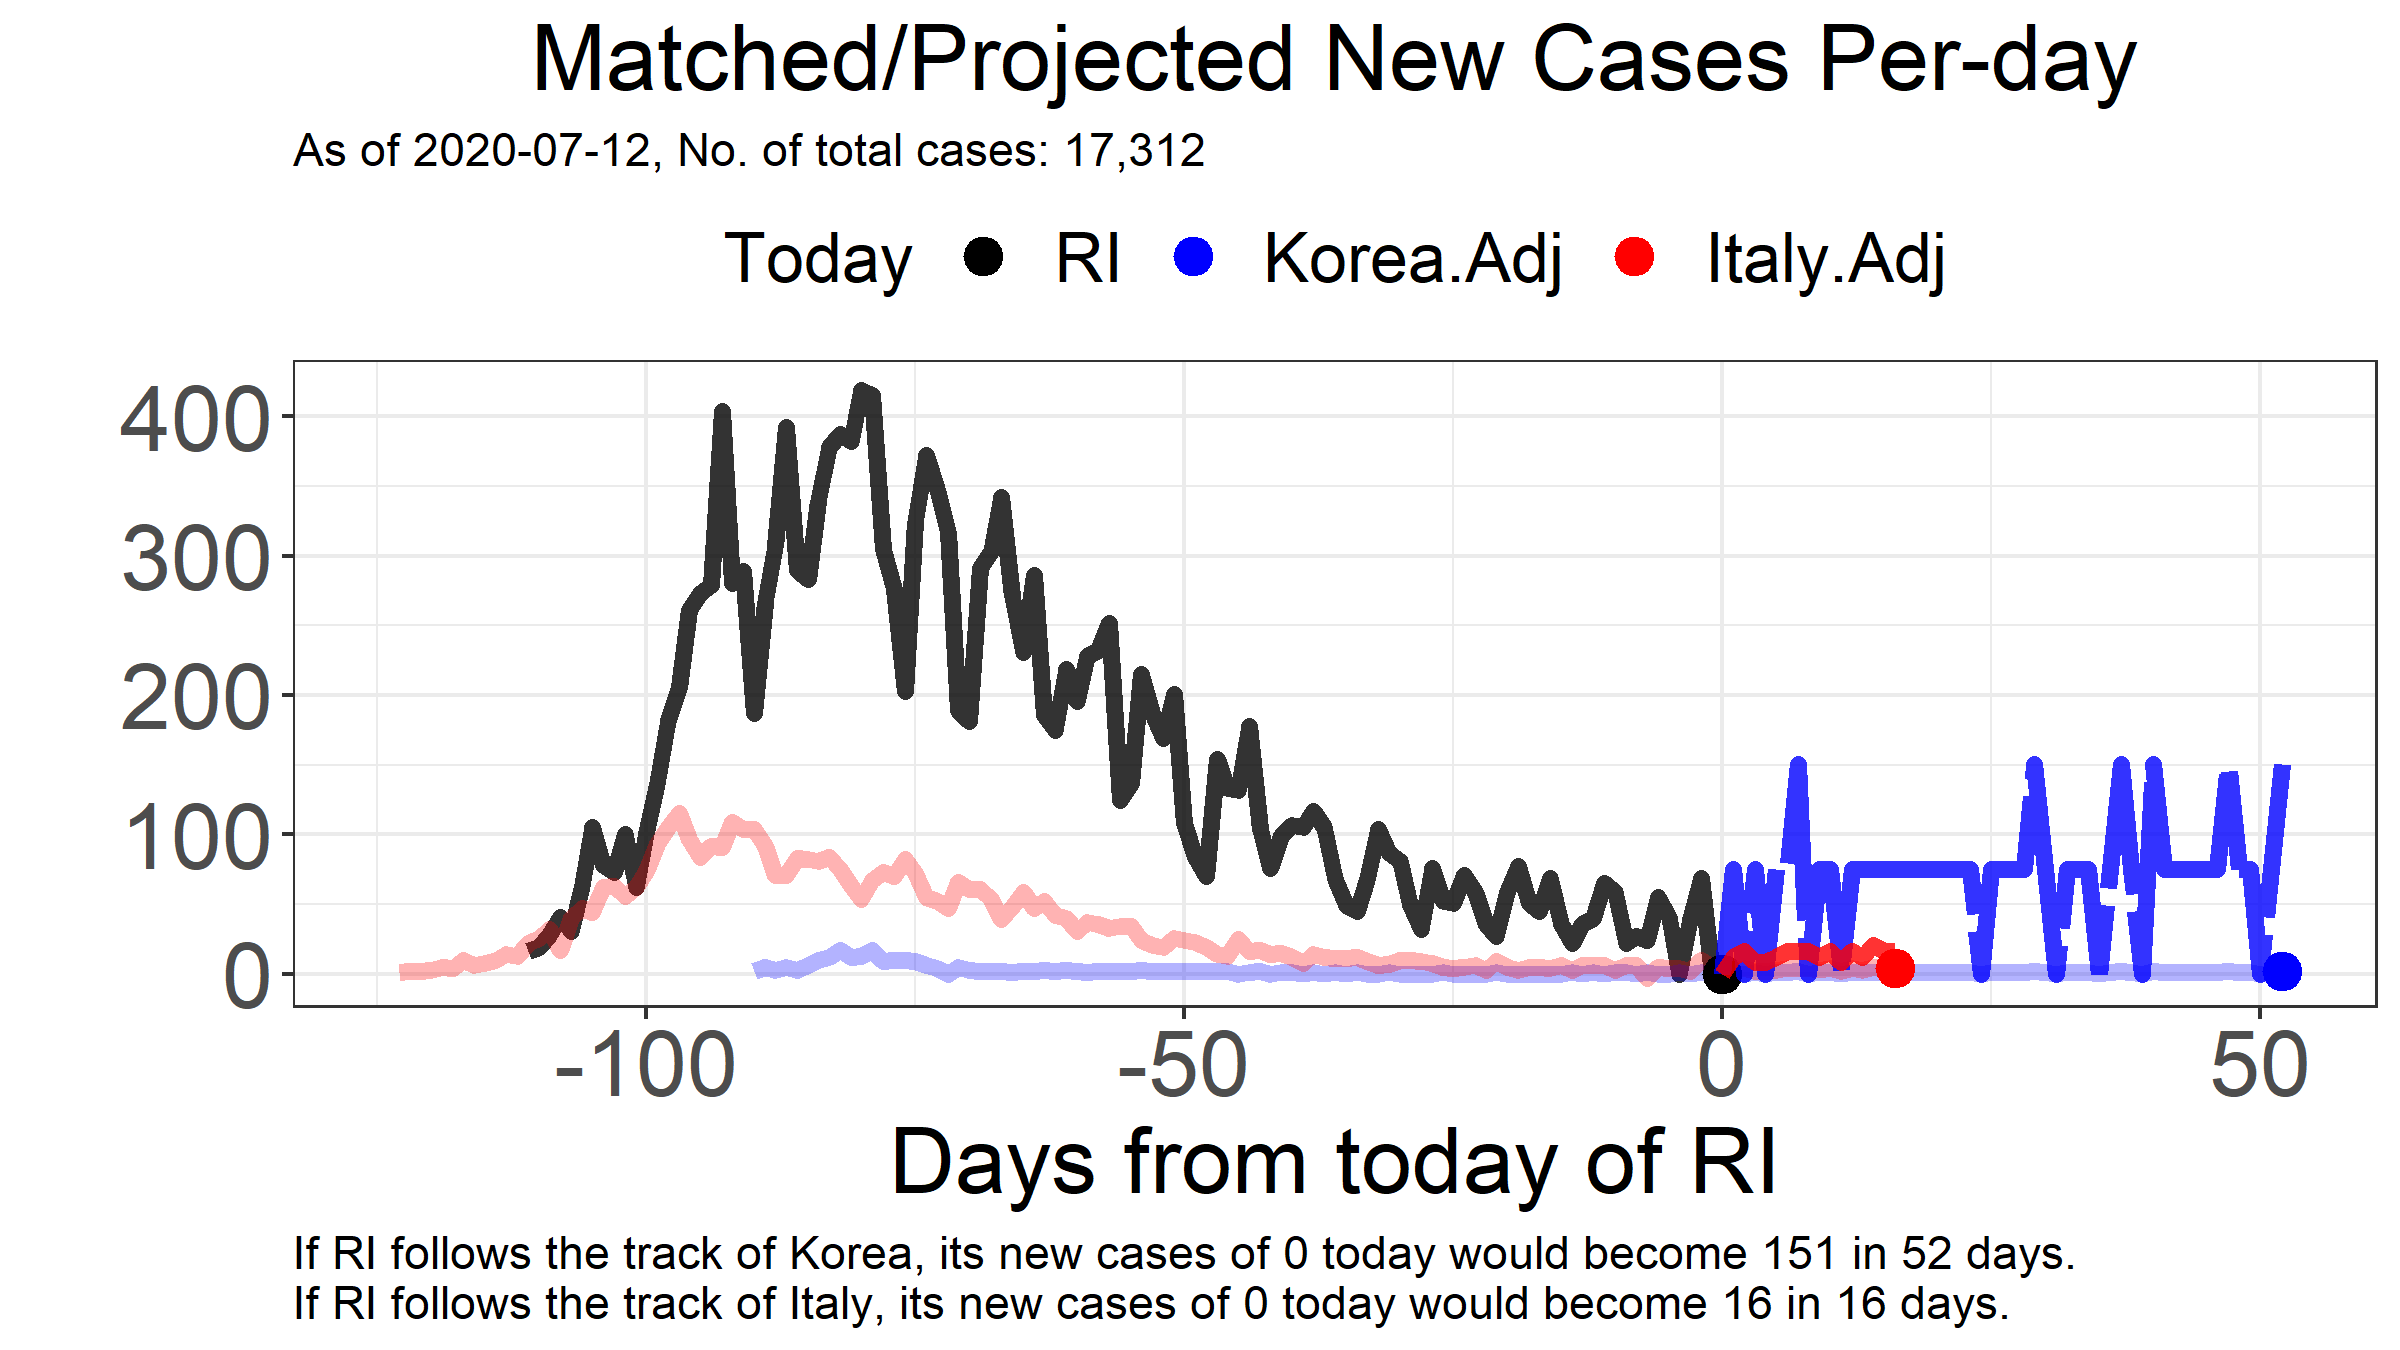 Matched/Projected New Cases Per-day
As of 2020-07-12, No. of total cases: 17,312
Today RI Korea.Adj Italy.Adj
400
300
200
100
0
-100 -50 0 50
Days from today of RI
If RI follows the track of Korea, its new cases of 0 today would become 151 in 52 days.
If RI follows the track of Italy, its new cases of 0 today would become 16 in 16 days.